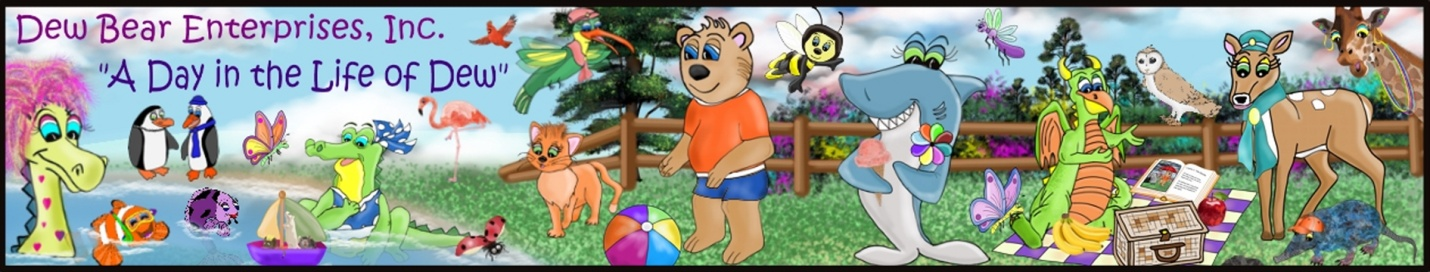 Dew Bear Enterprises, Inc.
"A Day in the Life of Dew"